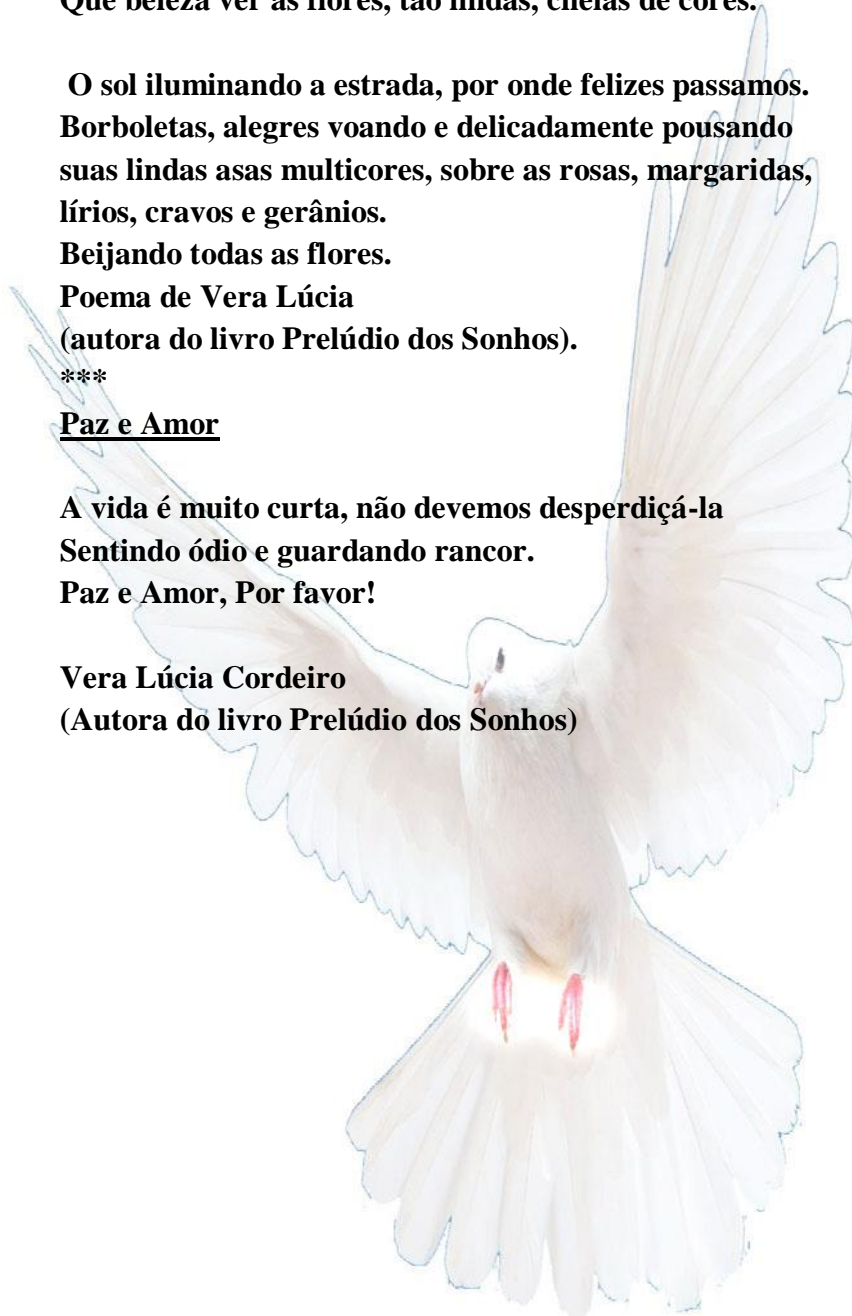 Que beleza ver as flores, tão lindas, cheias de cores.
O sol iluminando a estrada, por onde felizes passamos.
Borboletas, alegres voando e delicadamente pousando
suas lindas asas multicores, sobre as rosas, margaridas,
lírios, cravos e gerânios.
Beijando todas as flores.
Poema de Vera Lúcia
(autora do livro Prelúdio dos Sonhos).
***
Paz e Amor
A vida é muito curta, não devemos desperdiçá-la
Sentindo ódio e guardando rancor.
Paz e Amor, Por favor!
Vera Lúcia Cordeiro
(Autora do livro Prelúdio dos Sonhos)